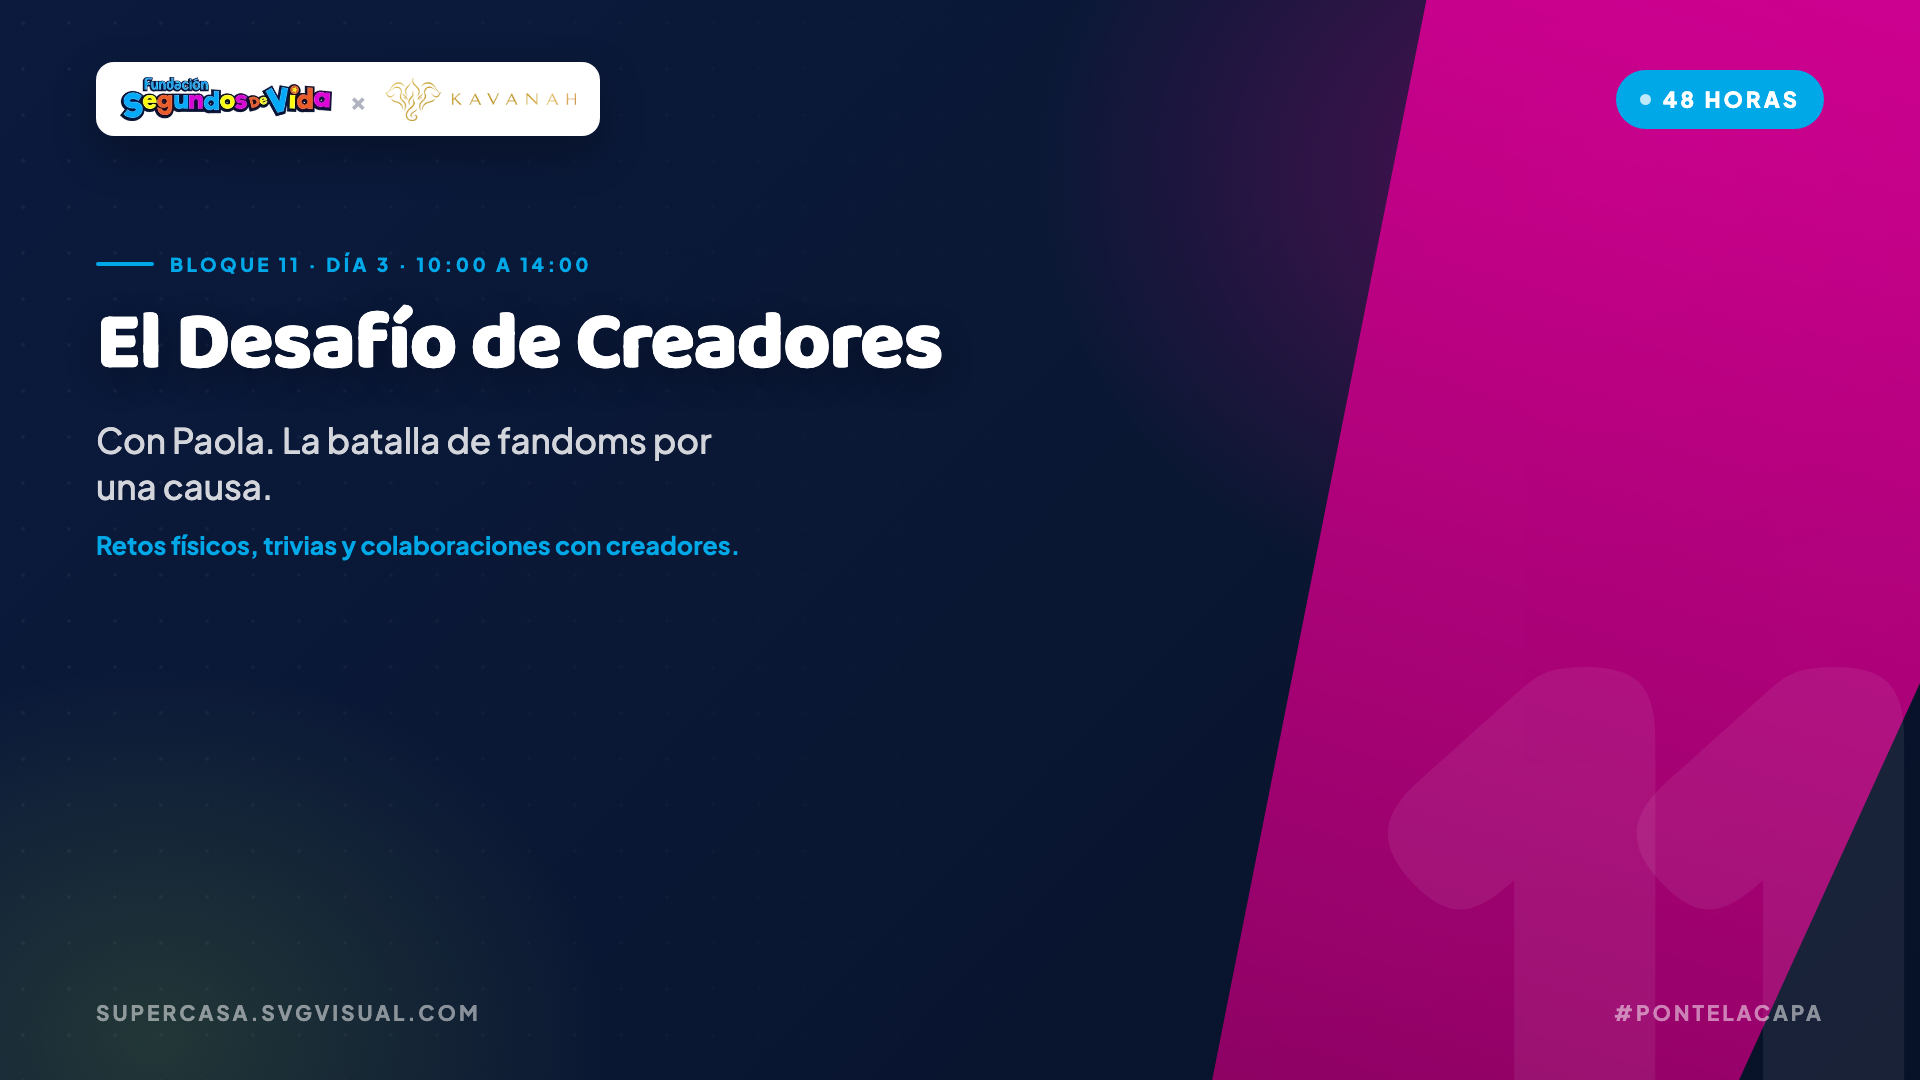 Fundación
Segundos de Vida × KAVANAH
48 HORAS
BLOQUE 11 · DÍA 3 · 10:00 A 14:00
El Desafío de Creadores
Con Paola. La batalla de fandoms por
una causa.
Retos físicos, trivias y colaboraciones con creadores.
11
SUPERCASA.SVGVISUAL.COM
#PONTELACAPA